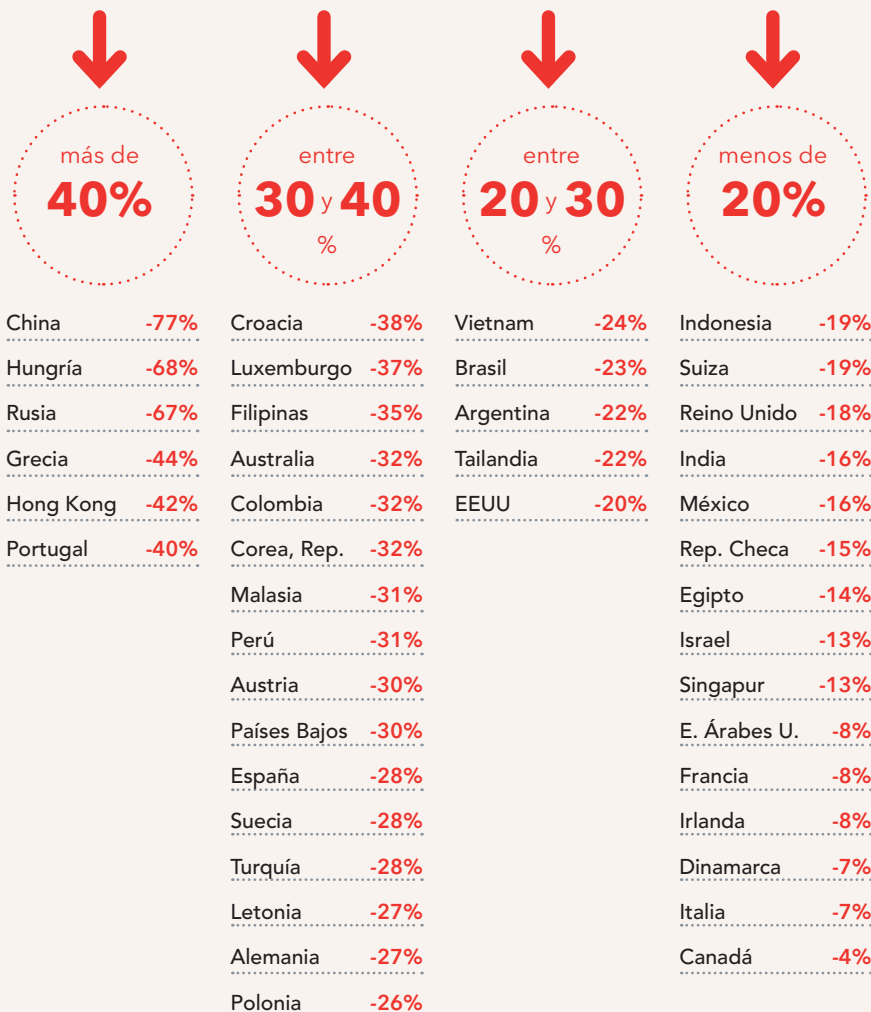 más de
40%
China -77%
Hungría -68%
Rusia -67%
Grecia -44%
Hong Kong -42%
Portugal -40%
entre
30 y 40
%
Croacia -38%
Luxemburgo -37%
Filipinas -35%
Australia -32%
Colombia -32%
Corea, Rep. -32%
Malasia -31%
Perú -31%
Austria -30%
Países Bajos -30%
España -28%
Suecia -28%
Turquía -28%
Letonia -27%
Alemania -27%
Polonia -26%
entre
20 y 30
%
Vietnam -24%
Brasil -23%
Argentina -22%
Tailandia -22%
EEUU -20%
menos de
20%
Indonesia -19%
Suiza -19%
Reino Unido -18%
India -16%
México -16%
Rep. Checa -15%
Egipto -14%
Israel -13%
Singapur -13%
E. Árabes U. -8%
Francia -8%
Irlanda -8%
Dinamarca -7%
Italia -7%
Canadá -4%